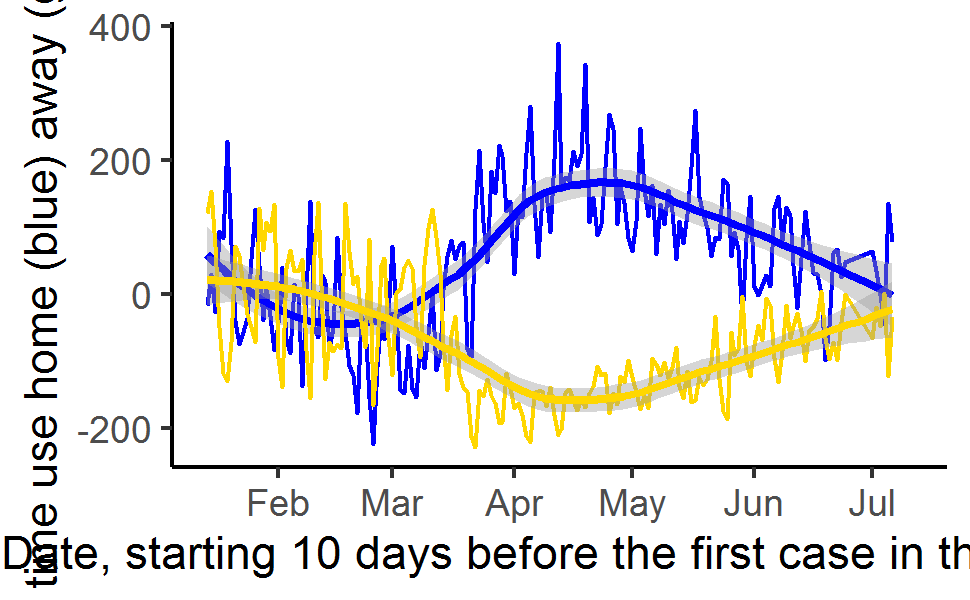 time use home (blue) away (
400
200
0
-200
Feb Mar Apr May Jun Jul
Date, starting 10 days before the first case in th